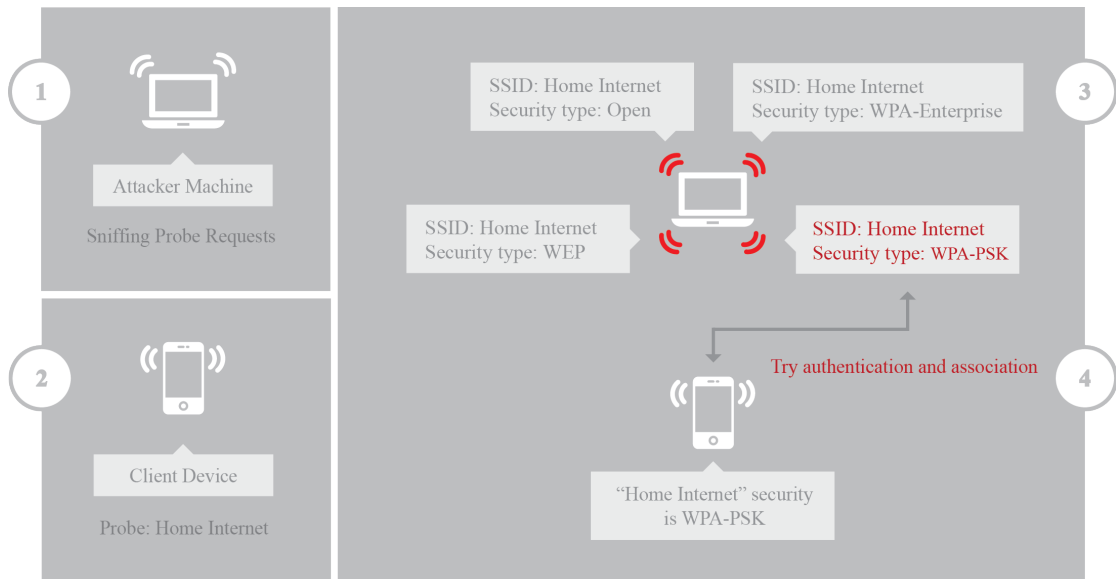 1
Attacker Machine
Sniffing Probe Requests
2
Client Device
Probe: Home Internet
3
SSID: Home Internet
Security type: Open
SSID: Home Internet
Security type: WPA-Enterprise
SSID: Home Internet
Security type: WEP
SSID: Home Internet
Security type: WPA-PSK
4
Try authentication and association
“Home Internet” security
is WPA-PSK